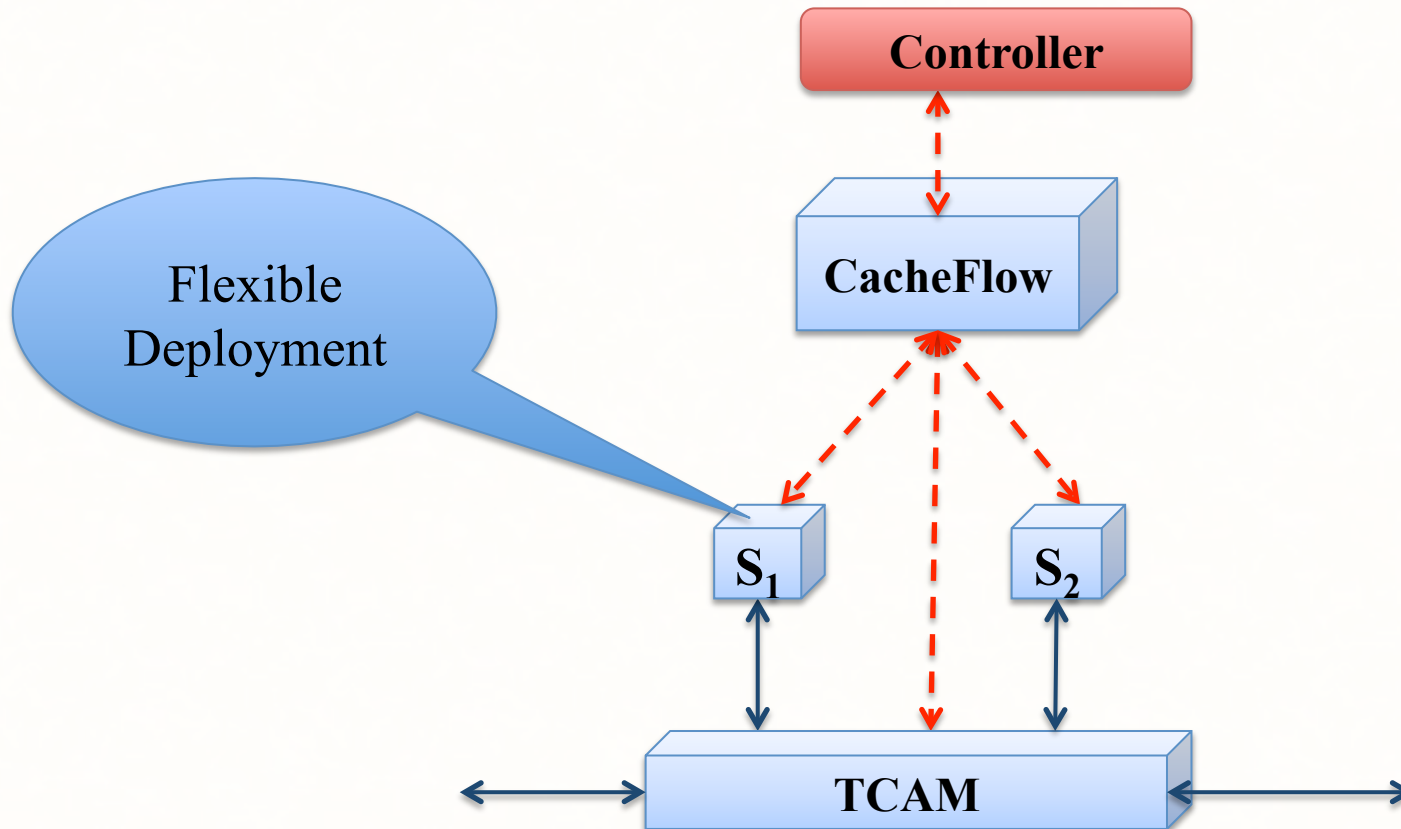 Controller
CacheFlow
Flexible
Deployment
S₁
S₂
TCAM